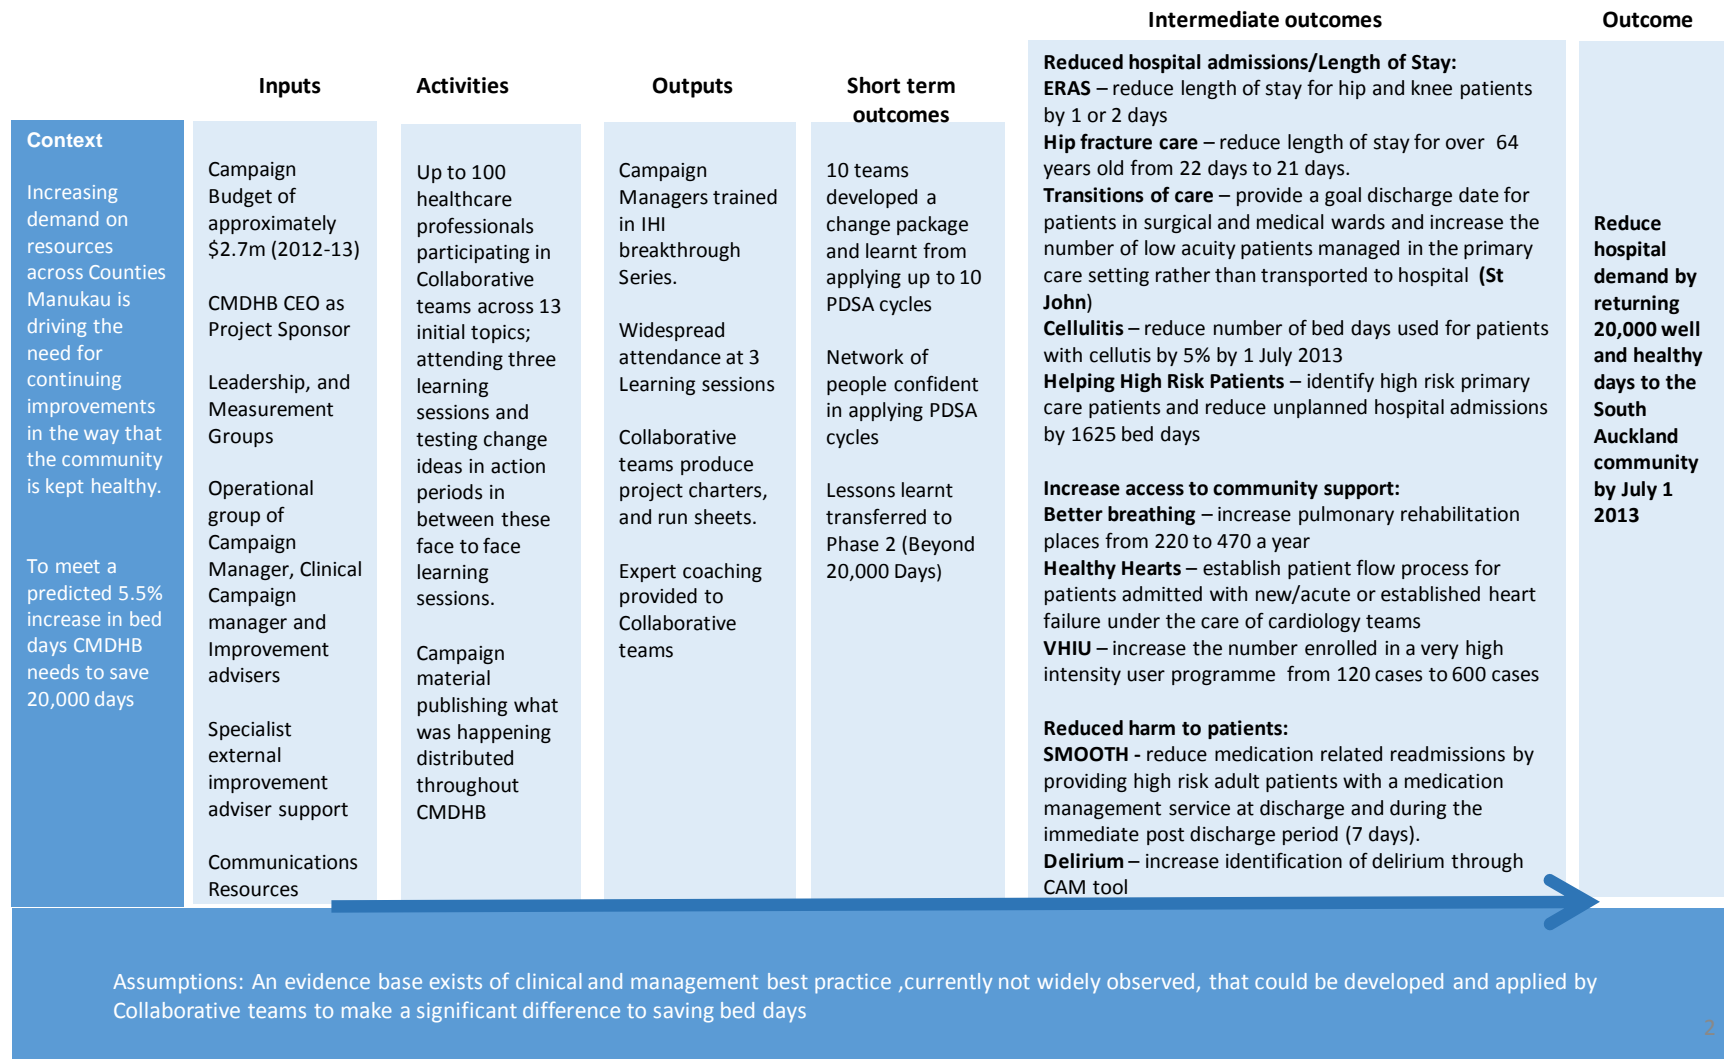 Intermediate outcomes
Outcome
Inputs
Activities
Outputs
Short term
outcomes
Context
Increasing
demand on
resources
across Counties
Manukau is
driving the
need for
continuing
improvements
in the way that
the community
is kept healthy.
To meet a
predicted 5.5%
increase in bed
days CMDHB
needs to save
20,000 days
Campaign
Budget of
approximately
$2.7m (2012-13)
CMDHB CEO as
Project Sponsor
Leadership, and
Measurement
Groups
Operational
group of
Campaign
Manager, Clinical
Campaign
manager and
Improvement
advisers
Specialist
external
improvement
adviser support
Communications
Resources
Up to 100
healthcare
professionals
participating in
Collaborative
teams across 13
initial topics;
attending three
learning
sessions and
testing change
ideas in action
periods in
between these
face to face
learning
sessions.
Campaign
material
publishing what
was happening
distributed
throughout
CMDHB
Campaign
Managers trained
in IHI
breakthrough
Series.
Widespread
attendance at 3
Learning sessions
Collaborative
teams produce
project charters,
and run sheets.
Expert coaching
provided to
Collaborative
teams
10 teams
developed a
change package
and learnt from
applying up to 10
PDSA cycles
Network of
people confident
in applying PDSA
cycles
Lessons learnt
transferred to
Phase 2 (Beyond
20,000 Days)
Reduced hospital admissions/Length of Stay:
ERAS – reduce length of stay for hip and knee patients
by 1 or 2 days
Hip fracture care – reduce length of stay for over 64
years old from 22 days to 21 days.
Transitions of care – provide a goal discharge date for
patients in surgical and medical wards and increase the
number of low acuity patients managed in the primary
care setting rather than transported to hospital (St
John)
Cellulitis – reduce number of bed days used for patients
with cellutis by 5% by 1 July 2013
Helping High Risk Patients – identify high risk primary
care patients and reduce unplanned hospital admissions
by 1625 bed days
Increase access to community support:
Better breathing – increase pulmonary rehabilitation
places from 220 to 470 a year
Healthy Hearts – establish patient flow process for
patients admitted with new/acute or established heart
failure under the care of cardiology teams
VHIU – increase the number enrolled in a very high
intensity user programme from 120 cases to 600 cases
Reduced harm to patients:
SMOOTH - reduce medication related readmissions by
providing high risk adult patients with a medication
management service at discharge and during the
immediate post discharge period (7 days).
Delirium – increase identification of delirium through
CAM tool
Reduce
hospital
demand by
returning
20,000 well
and healthy
days to the
South
Auckland
community
by July 1
2013
Assumptions: An evidence base exists of clinical and management best practice ,currently not widely observed, that could be developed and applied by
Collaborative teams to make a significant difference to saving bed days
2